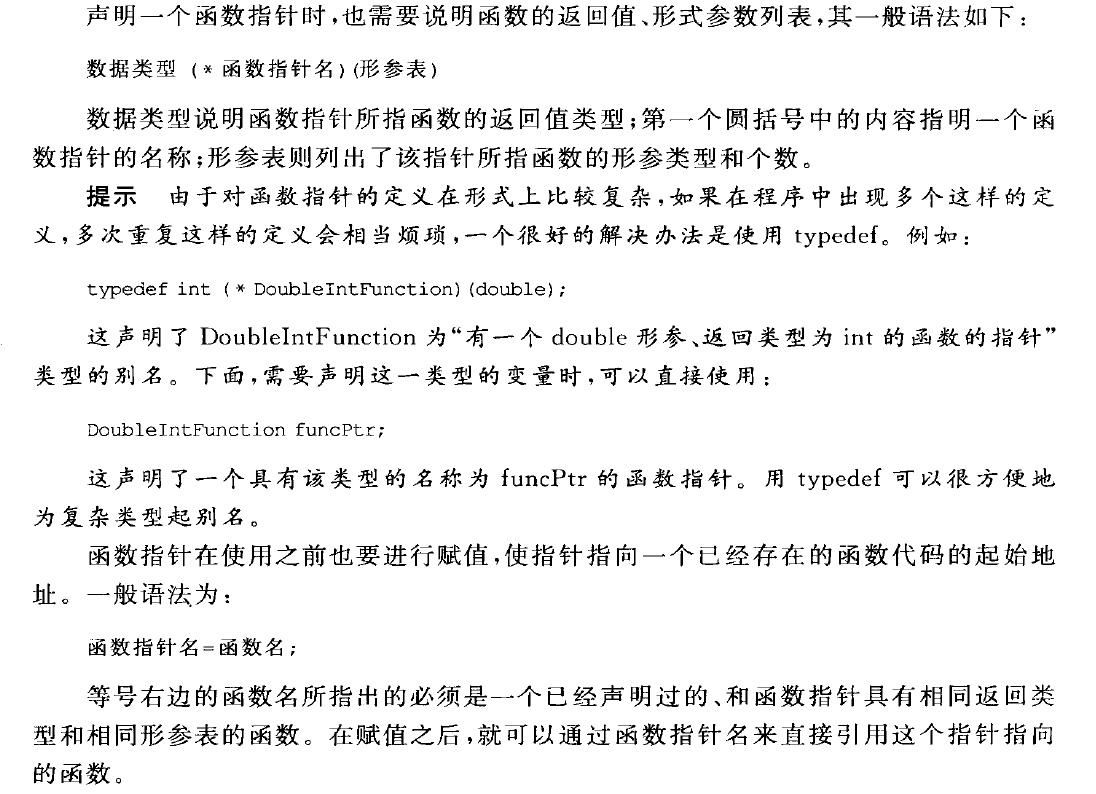 声明一个函数指针时,也需要说明函数的返回值、形式参数列表,其一般语法如下:
数据类型 (* 函数指针名)(形参表)
数据类型说明函数指针所指函数的返回值类型;第一个圆括号中的内容指明一个函
数指针的名称;形参表则列出了该指针所指函数的形参类型和个数。
提示 由于对函数指针的定义在形式上比较复杂,如果在程序中出现多个这样的定
义,多次重复这样的定义会相当烦琐,一个很好的解决办法是使用 typedef。例如:
typedef int (* DoubleIntFunction)(double);
这声明了 DoubleIntFunction 为“有一个 double 形参、返回类型为 int 的函数的指针”
类型的别名。下面,需要声明这一类型的变量时,可以直接使用:
DoubleIntFunction funcPtr;
这声明了一个具有该类型的名称为 funcPtr 的函数指针。用 typedef 可以很方便地
为复杂类型起别名。
函数指针在使用之前也要进行赋值,使指针指向一个已经存在的函数代码的起始地
址。一般语法为:
函数指针名=函数名;
等号右边的函数名所指出的必须是一个已经声明过的、和函数指针具有相同返回类
型和相同形参表的函数。在赋值之后,就可以通过函数指针名来直接引用这个指针指向
的函数。